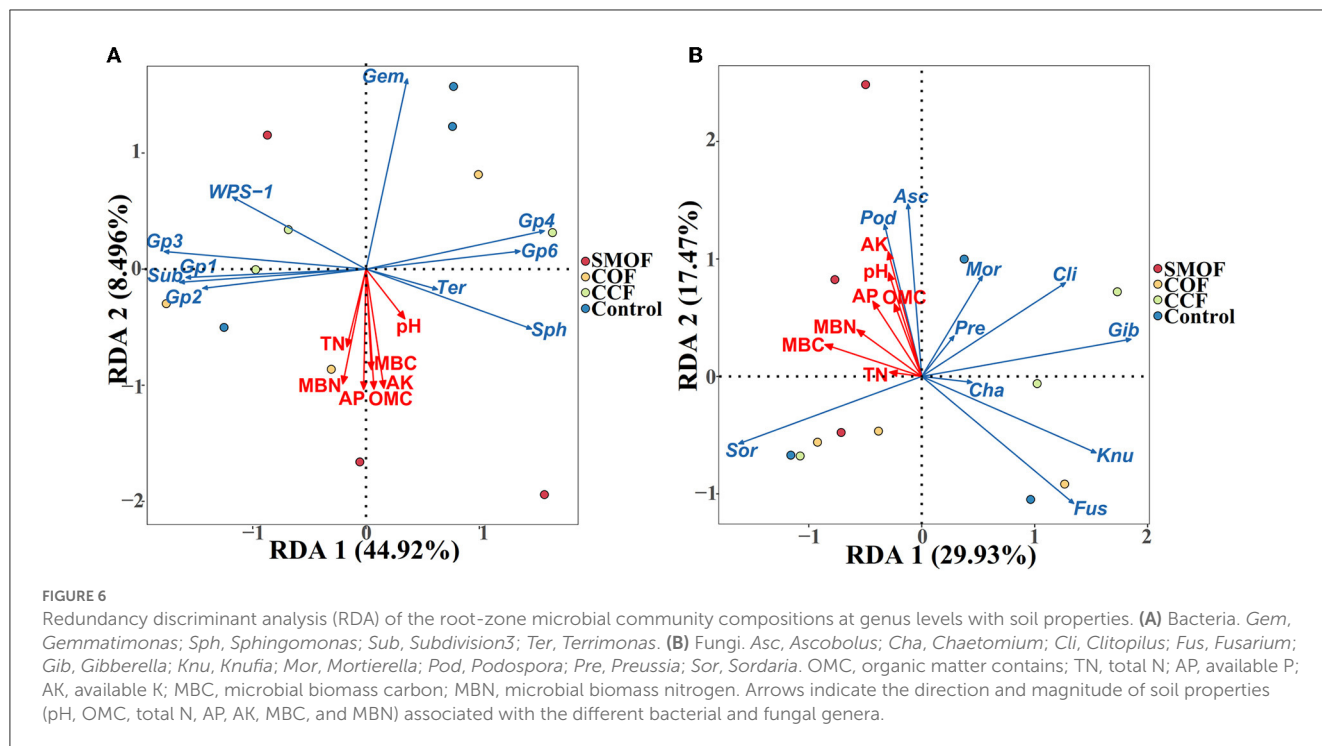 A
B
Gem
WPS−1
Gp3
Gp1
Sub
Gp2
Gp4
Gp6
Ter
Sph
pH
TN
MBC
MBN
AK
AP
OMC
1
0
−1
−2
−1
0
1
RDA 2 (8.496%)
RDA 1 (44.92%)
SMOF
COF
CCF
Control
Asc
Pod
AK
pH
Mor
Cli
AP
OMC
MBN
Pre
Gib
MBC
TN
Cha
Sor
Knu
Fus
2
1
0
−1
−1
0
1
2
RDA 2 (17.47%)
RDA 1 (29.93%)
SMOF
COF
CCF
Control
FIGURE 6
Redundancy discriminant analysis (RDA) of the root-zone microbial community compositions at genus levels with soil properties. (A) Bacteria. Gem,
Gemmatimonas; Sph, Sphingomonas; Sub, Subdivision3; Ter, Terrimonas. (B) Fungi. Asc, Ascobolus; Cha, Chaetomium; Cli, Clitopilus; Fus, Fusarium;
Gib, Gibberella; Knu, Knufia; Mor, Mortierella; Pod, Podospora; Pre, Preussia; Sor, Sordaria. OMC, organic matter contains; TN, total N; AP, available P;
AK, available K; MBC, microbial biomass carbon; MBN, microbial biomass nitrogen. Arrows indicate the direction and magnitude of soil properties
(pH, OMC, total N, AP, AK, MBC, and MBN) associated with the different bacterial and fungal genera.